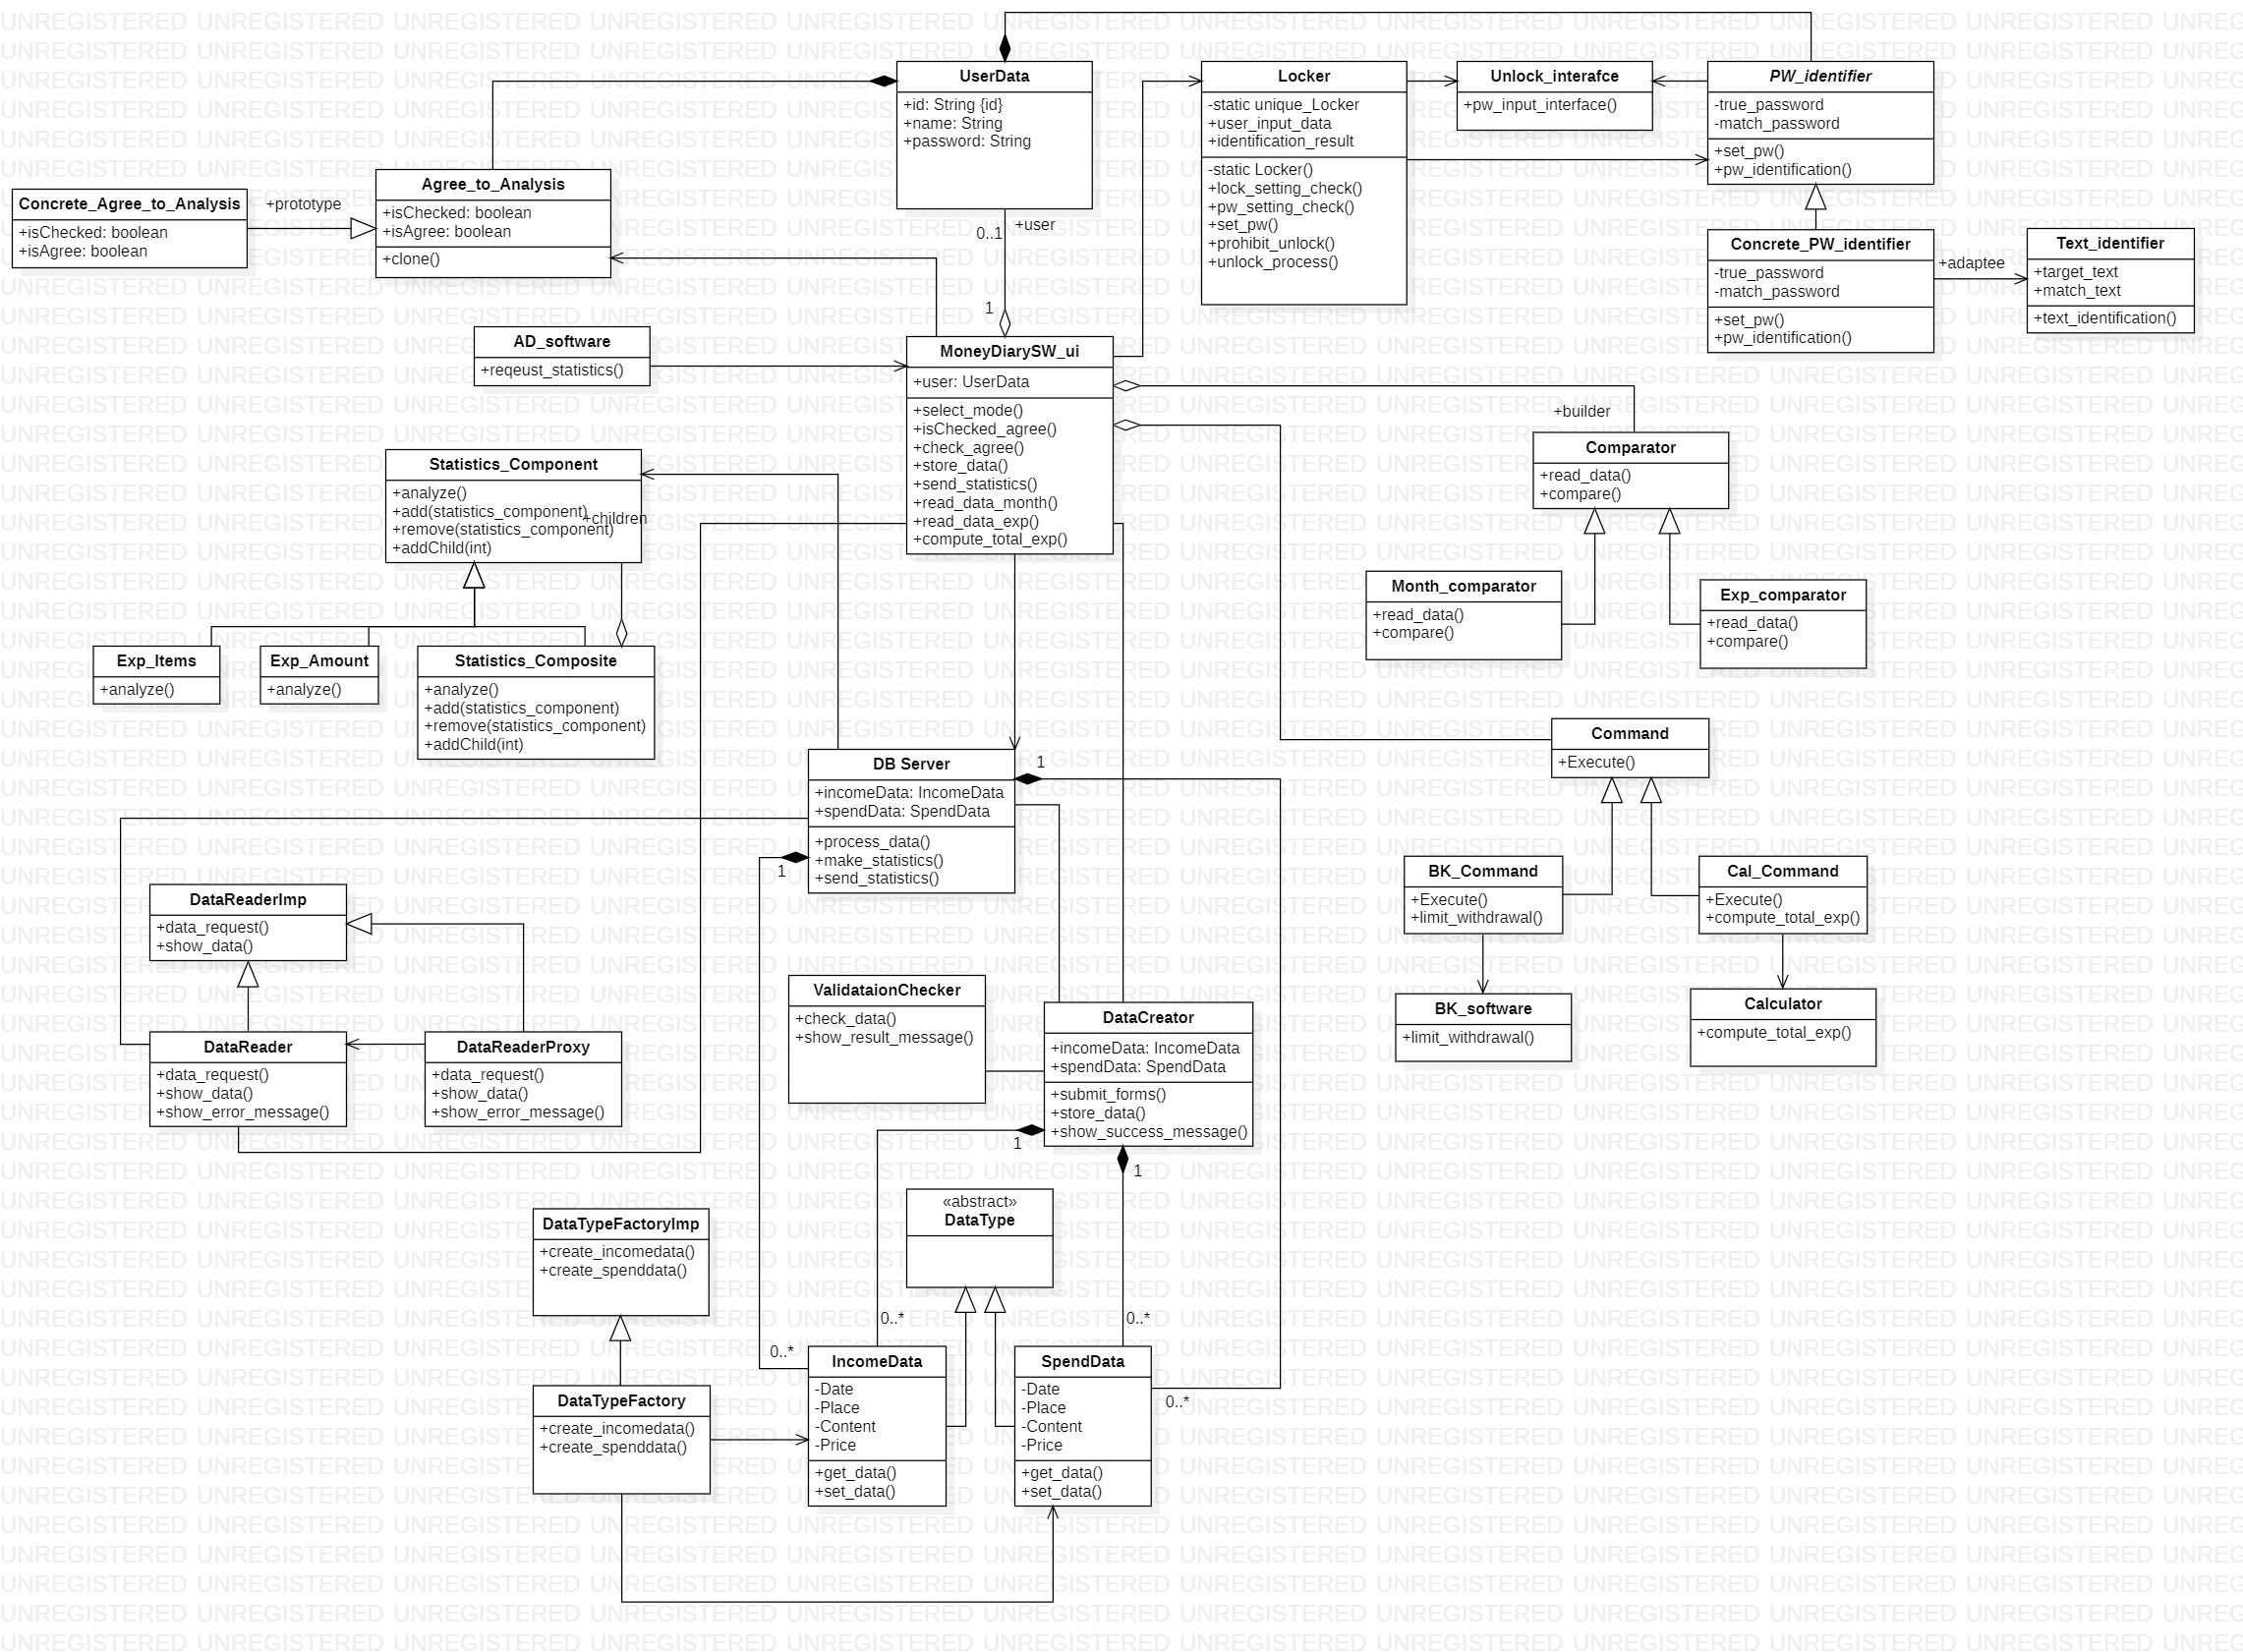 UserData
+id: String {id}
+name: String
+password: String
Locker
-static unique_Locker
+user_input_data
+identification_result
-static Locker()
+lock_setting_check()
+pw_setting_check()
+set_pw()
+prohibit_unlock()
+unlock_process()
Unlock_interafce
+pw_input_interface()
PW_identifier
-true_password
-match_password
+set_pw()
+pw_identification()
Concrete_Agree_to_Analysis
+isChecked: boolean
+isAgree: boolean
+prototype
Agree_to_Analysis
+isChecked: boolean
+isAgree: boolean
+clone()
0..1
+user
1
Concrete_PW_identifier
-true_password
-match_password
+set_pw()
+pw_identification()
+adaptee
Text_identifier
+target_text
+match_text
+text_identification()
AD_software
+reqeust_statistics()
MoneyDiarySW_ui
+user: UserData
+select_mode()
+isChecked_agree()
+check_agree()
+store_data()
+send_statistics()
+read_data_month()
+read_data_exp()
+compute_total_exp()
+builder
Comparator
+read_data()
+compare()
Statistics_Component
+analyze()
+add(statistics_component)
+remove(statistics_component)
+addChild(int)
+children
Month_comparator
+read_data()
+compare()
Exp_comparator
+read_data()
+compare()
Exp_Items
+analyze()
Exp_Amount
+analyze()
Statistics_Composite
+analyze()
+add(statistics_component)
+remove(statistics_component)
+addChild(int)
Command
+Execute()
DB Server
+incomeData: IncomeData
+spendData: SpendData
+process_data()
+make_statistics()
+send_statistics()
1
1
BK_Command
+Execute()
+limit_withdrawal()
Cal_Command
+Execute()
+compute_total_exp()
DataReaderImp
+data_request()
+show_data()
ValidataionChecker
+check_data()
+show_result_message()
DataCreator
+incomeData: IncomeData
+spendData: SpendData
+submit_forms()
+store_data()
+show_success_message()
1
1
BK_software
+limit_withdrawal()
Calculator
+compute_total_exp()
DataReader
+data_request()
+show_data()
+show_error_message()
DataReaderProxy
+data_request()
+show_data()
+show_error_message()
«abstract»
DataType
DataTypeFactoryImp
+create_incomedata()
+create_spenddata()
0..*
0..*
0..*
0..*
IncomeData
-Date
-Place
-Content
-Price
+get_data()
+set_data()
SpendData
-Date
-Place
-Content
-Price
+get_data()
+set_data()
DataTypeFactory
+create_incomedata()
+create_spenddata()
UNREGISTERED